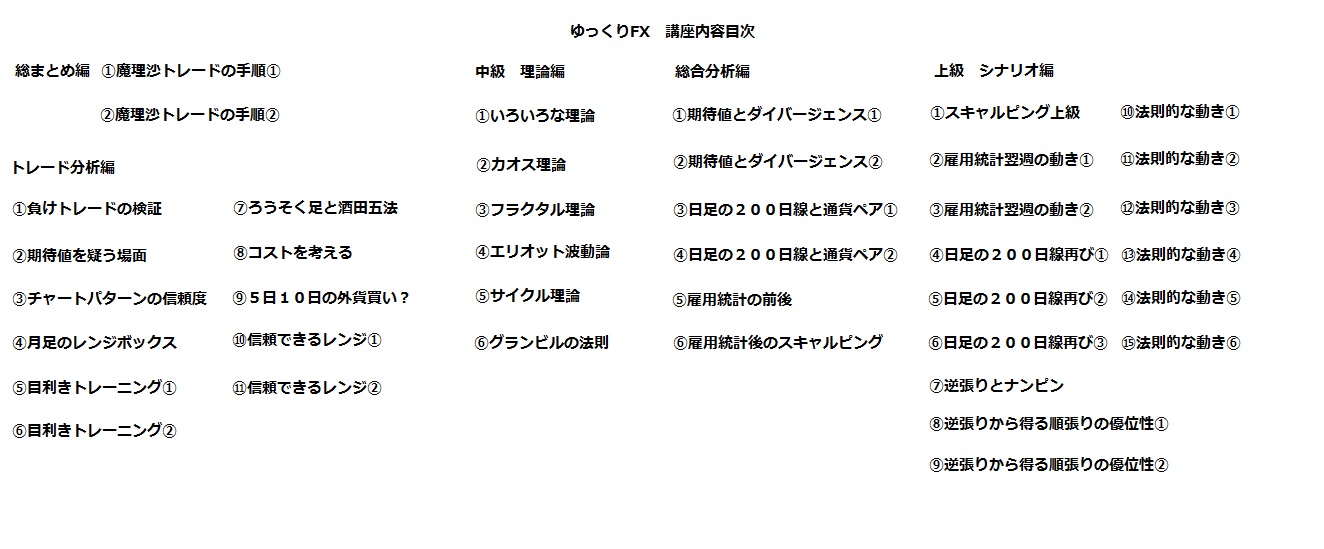 ゆっくりFX　講座内容目次
総まとめ編　①魔理沙トレードの手順①
②魔理沙トレードの手順②
トレード分析編
①負けトレードの検証
②期待値を疑う場面
③チャートパターンの信頼度
④月足のレンジボックス
⑤目利きトレーニング①
⑥目利きトレーニング②
⑦ろうそく足と酒田五法
⑧コストを考える
⑨５日１０日の外貨買い？
⑩信頼できるレンジ①
⑪信頼できるレンジ②
中級　理論編
①いろいろな理論
②カオス理論
③フラクタル理論
④エリオット波動論
⑤サイクル理論
⑥グランビルの法則
総合分析編
①期待値とダイバージェンス①
②期待値とダイバージェンス②
③日足の２００日線と通貨ペア①
④日足の２００日線と通貨ペア②
⑤雇用統計の前後
⑥雇用統計後のスキャルピング
上級　シナリオ編
①スキャルピング上級
②雇用統計翌週の動き①
③雇用統計翌週の動き②
④日足の２００日線再び①
⑤日足の２００日線再び②
⑥日足の２００日線再び③
⑦逆張りとナンピン
⑧逆張りから得る順張りの優位性①
⑨逆張りから得る順張りの優位性②
⑩法則的な動き①
⑪法則的な動き②
⑫法則的な動き③
⑬法則的な動き④
⑭法則的な動き⑤
⑮法則的な動き⑥